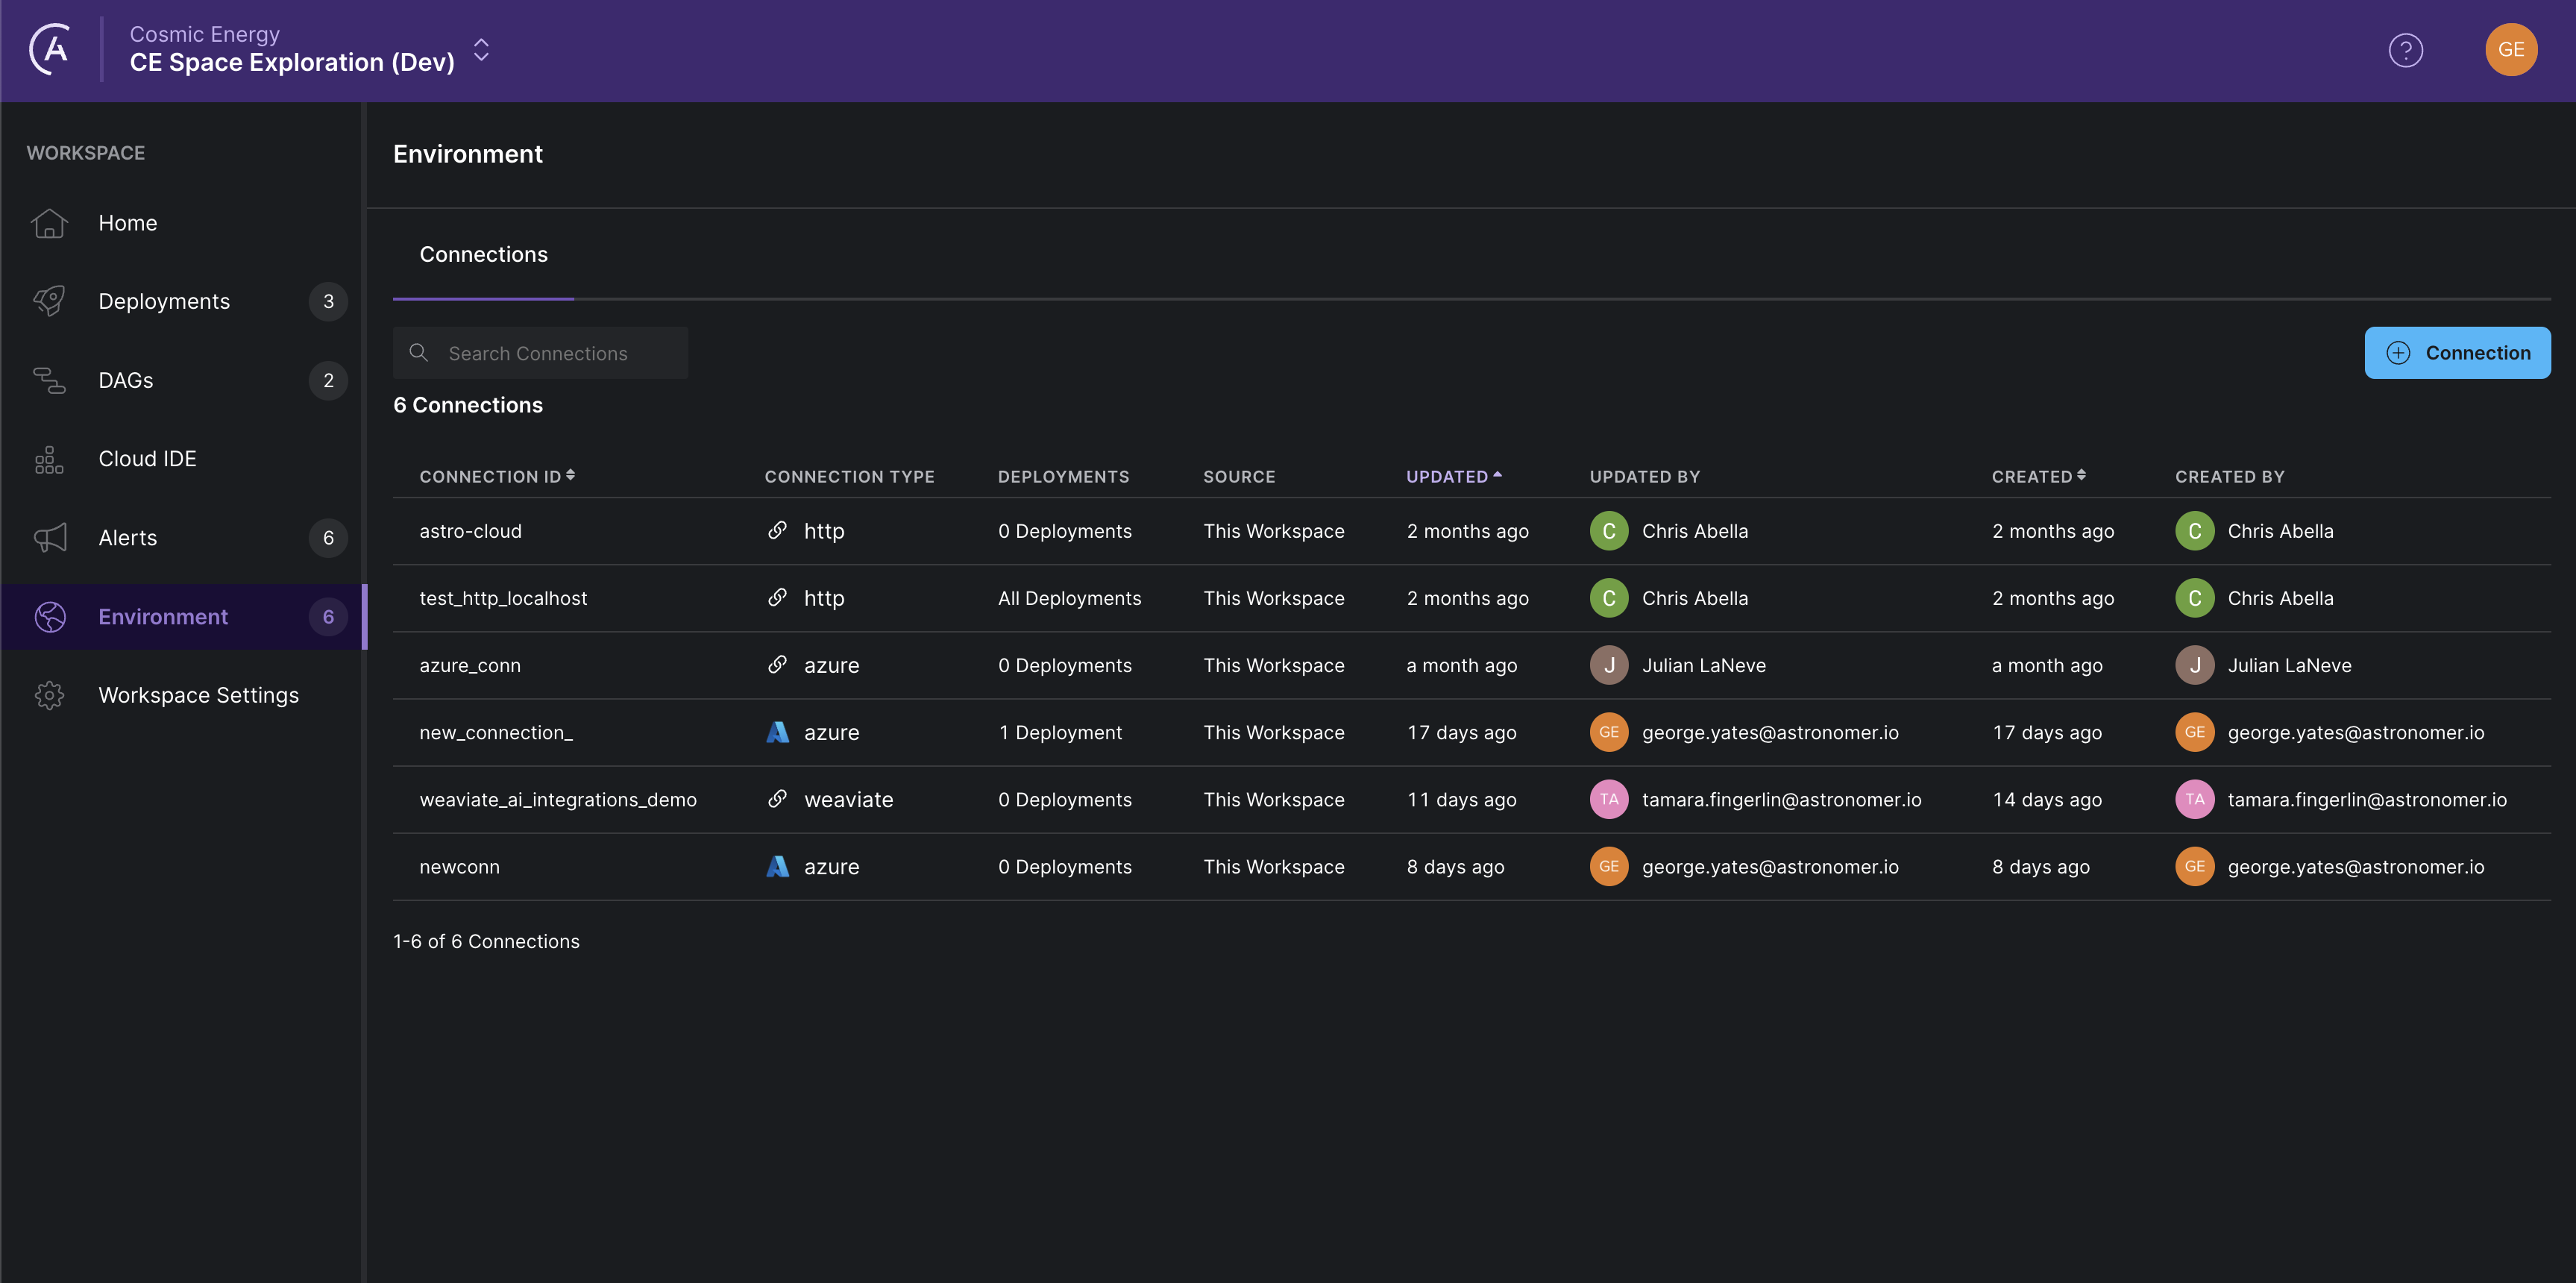 A
Cosmic Energy
CE Space Exploration (Dev)
?
GE
WORKSPACE
Home
Deployments 3
DAGs 2
Cloud IDE
Alerts 6
Environment 6
Workspace Settings
Environment
Connections
Search Connections
Connection
6 Connections
CONNECTION ID CONNECTION TYPE DEPLOYMENTS SOURCE UPDATED UPDATED BY CREATED CREATED BY
astro-cloud http 0 Deployments This Workspace 2 months ago C Chris Abella 2 months ago C Chris Abella
test_http_localhost http All Deployments This Workspace 2 months ago C Chris Abella 2 months ago C Chris Abella
azure_conn azure 0 Deployments This Workspace a month ago J Julian LaNeve a month ago J Julian LaNeve
new_connection_ azure 1 Deployment This Workspace 17 days ago GE george.yates@astronomer.io 17 days ago GE george.yates@astronomer.io
weaviate_ai_integrations_demo weaviate 0 Deployments This Workspace 11 days ago TA tamara.fingerlin@astronomer.io 14 days ago TA tamara.fingerlin@astronomer.io
newconn azure 0 Deployments This Workspace 8 days ago GE george.yates@astronomer.io 8 days ago GE george.yates@astronomer.io
1-6 of 6 Connections